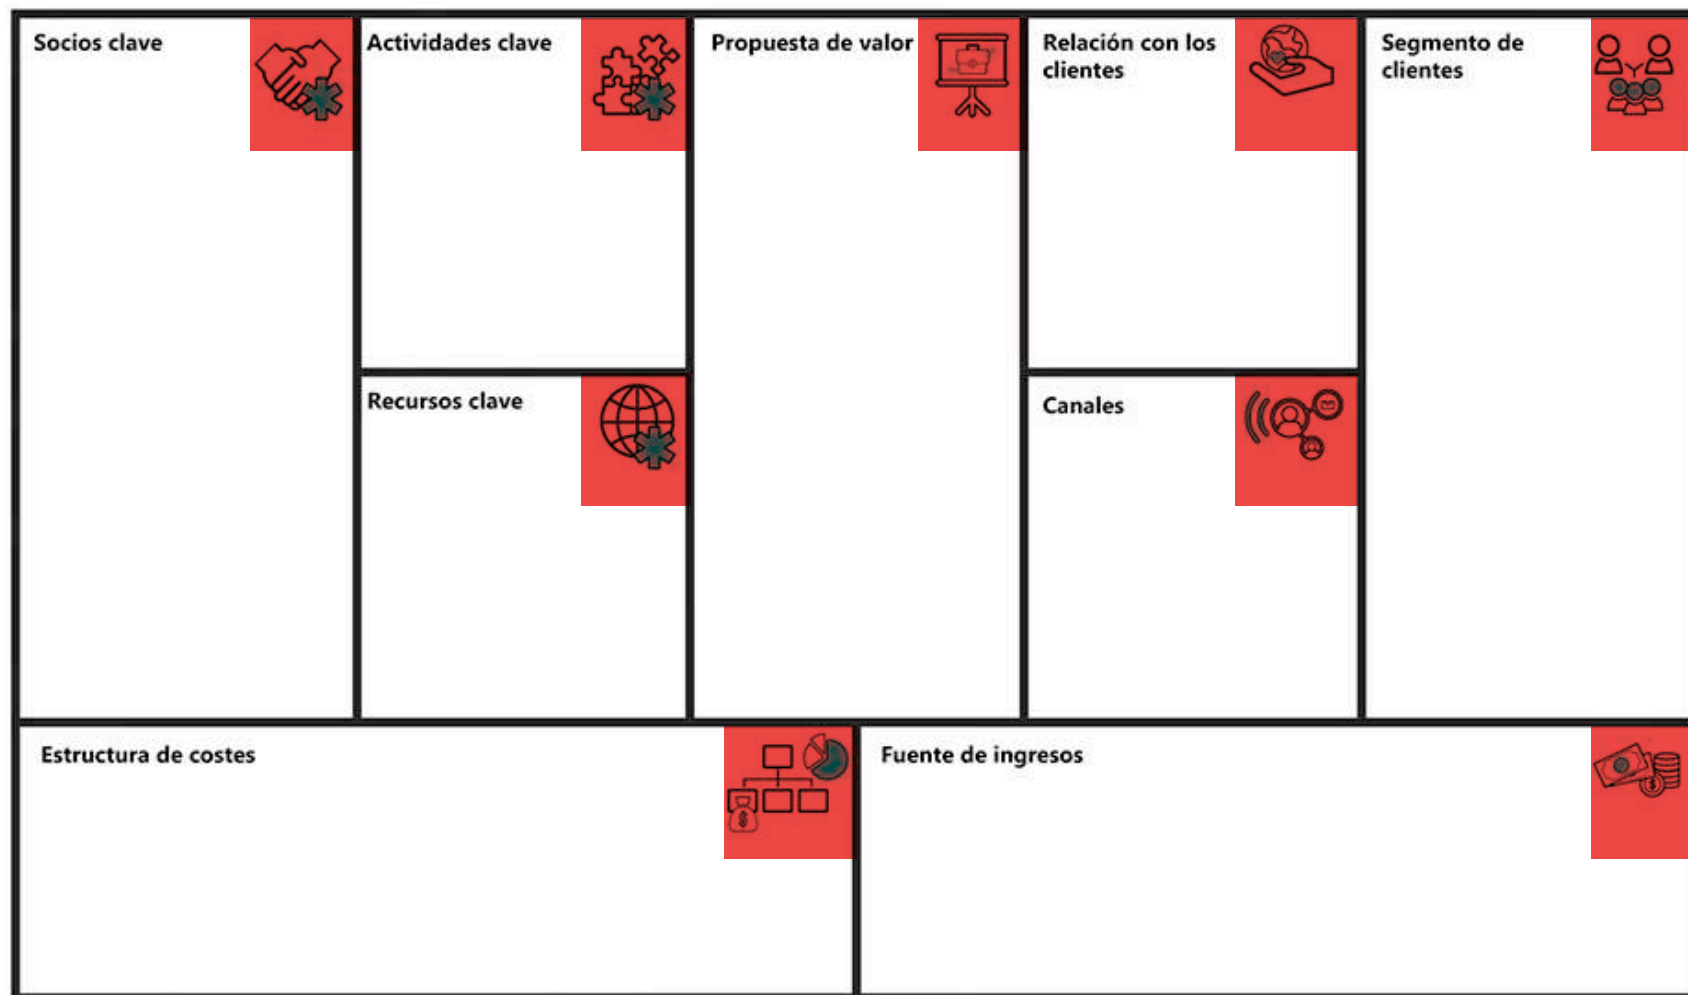 Socios clave
Actividades clave
Propuesta de valor
Relación con los
clientes
Segmento de
clientes
Recursos clave
Canales
Estructura de costes
Fuente de ingresos